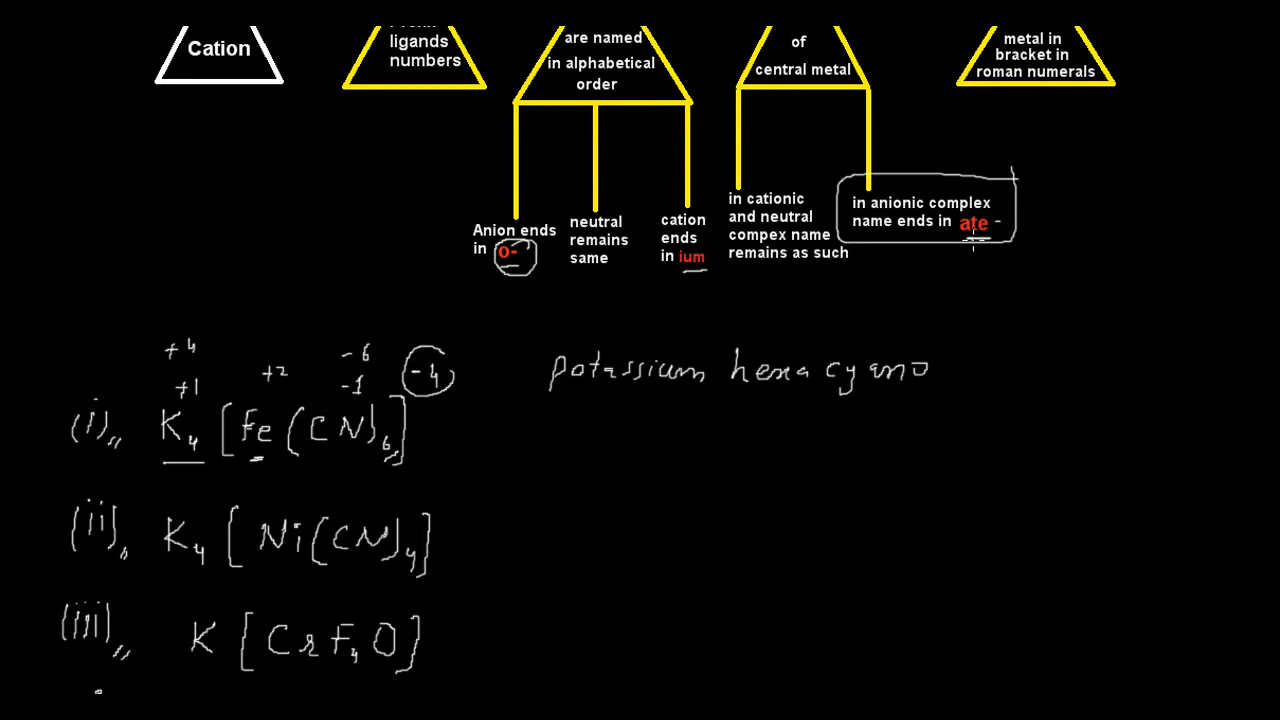 Cation
ligands
numbers
are named
in alphabetical
order
of
central metal
metal in
bracket in
roman numerals
Anion ends
in o-
neutral
remains
same
cation
ends
in ium
in cationic
and neutral
compex name
remains as such
in anionic complex
name ends in ate -
+4 -6
+1 +2 -1 -4
potassium hexa cyano
(i) K4 [Fe(CN)6]
(ii) K4 [Ni(CN)4]
(iii) K [CrF4O]